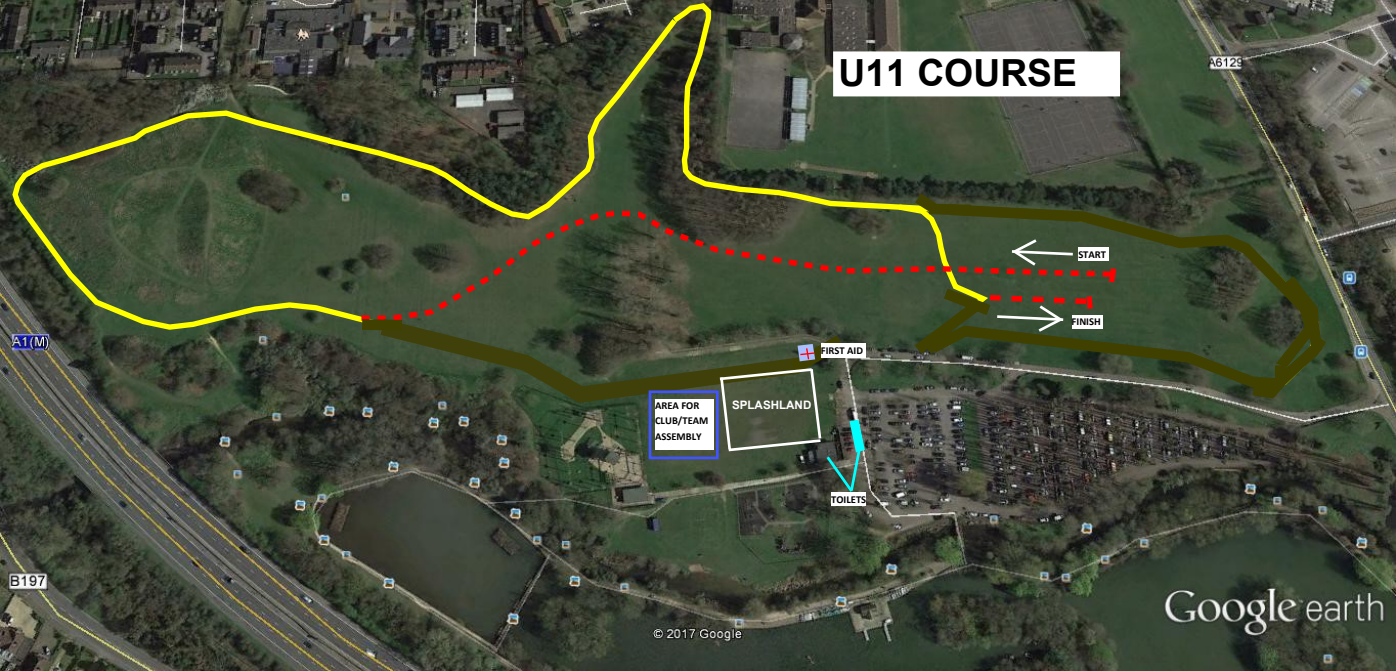 U11 COURSE
A6129
START
FINISH
A1(M)
FIRST AID
AREA FOR
CLUB/TEAM
ASSEMBLY
SPLASHLAND
TOILETS
B197
Google earth
© 2017 Google